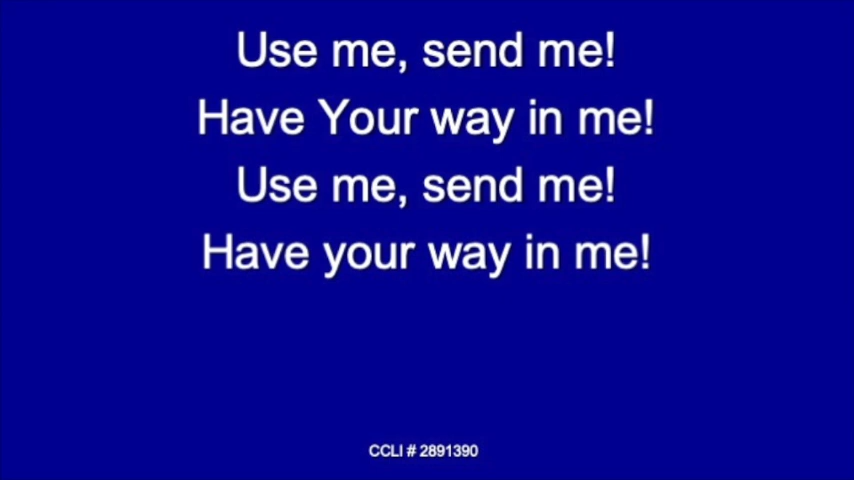 Use me, send me!
Have Your way in me!
Use me, send me!
Have your way in me!
CCLI # 2891390